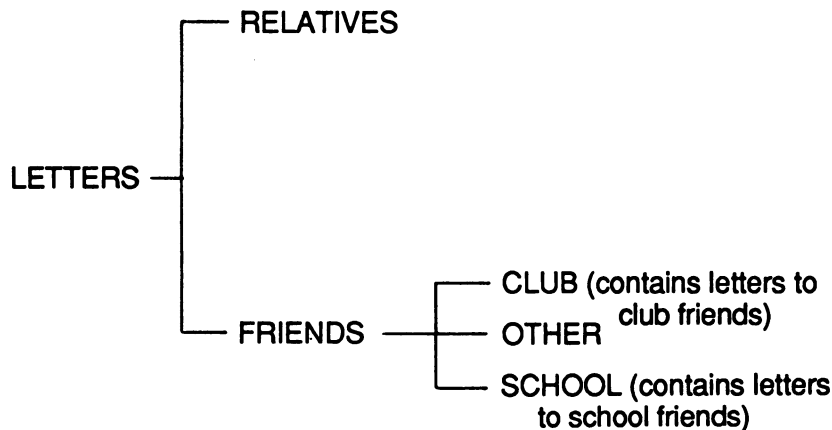 RELATIVES
LETTERS
CLUB (contains letters to
club friends)
FRIENDS
OTHER
SCHOOL (contains letters
to school friends)